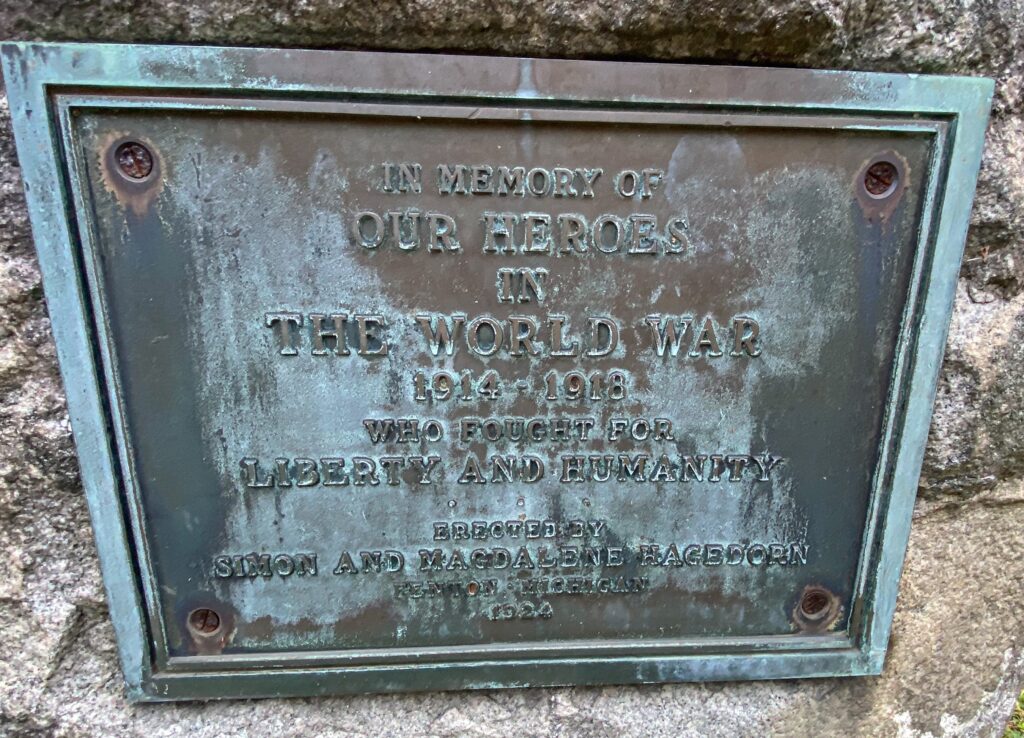 IN MEMORY OF
OUR HEROES
IN
THE WORLD WAR
1914 - 1918
WHO FOUGHT FOR
LIBERTY AND HUMANITY
ERECTED BY
SIMON AND MAGDALENE HAGEDORN
FENTON - MICHIGAN
1924